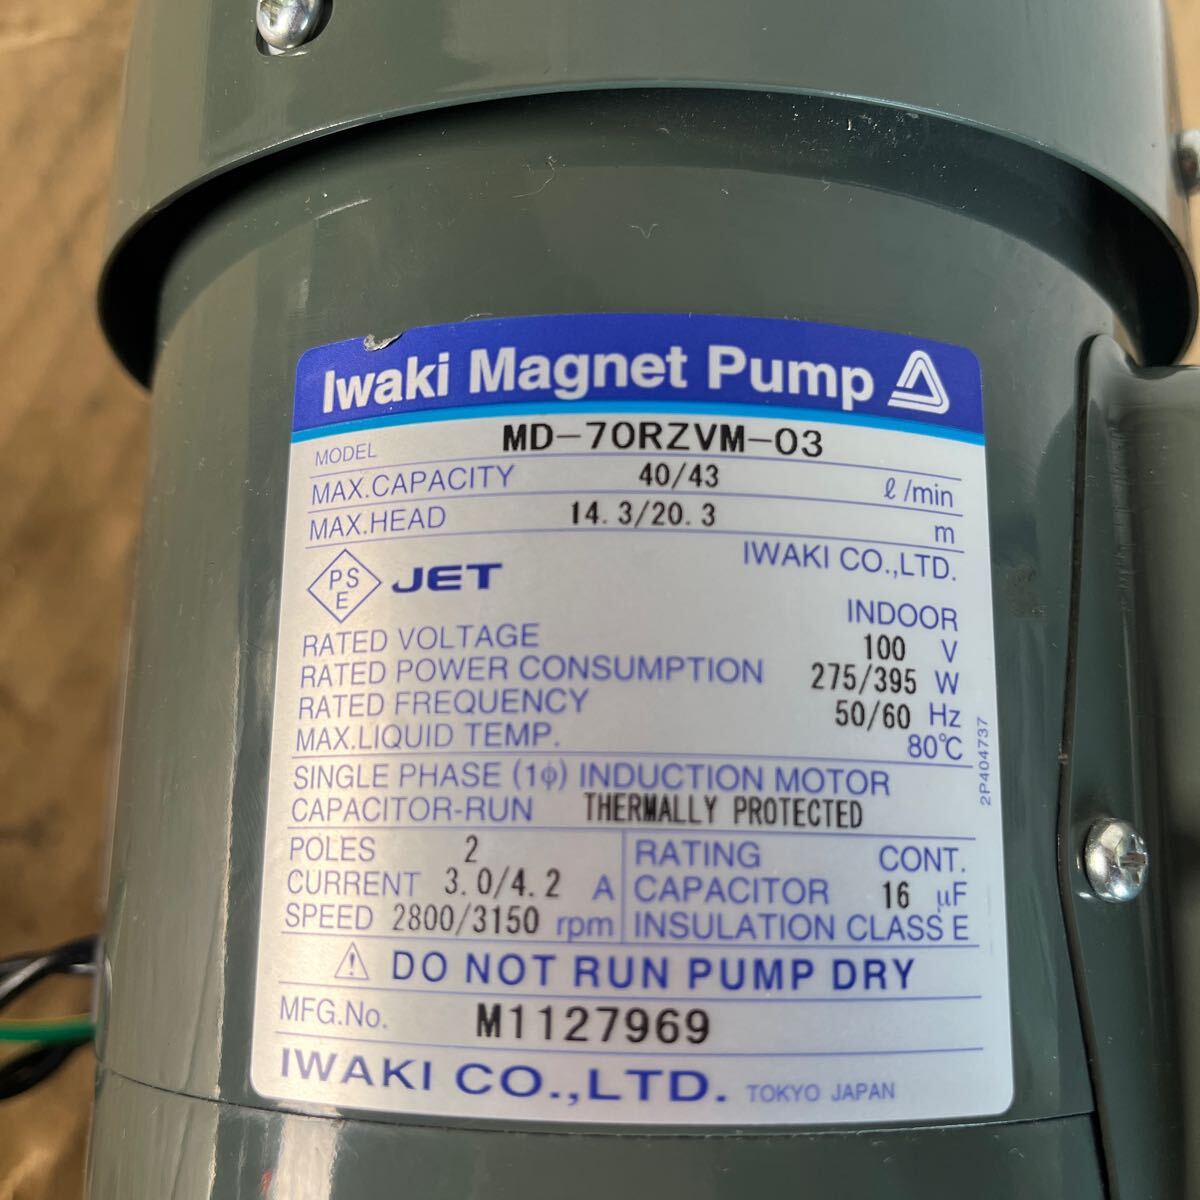 Iwaki Magnet Pump
MODEL MD-70RZVM-03
MAX.CAPACITY 40/43 ℓ/min
MAX.HEAD 14.3/20.3 m
PSE JET IWAKI CO.,LTD.
INDOOR
RATED VOLTAGE 100 V
RATED POWER CONSUMPTION 275/395 W
RATED FREQUENCY 50/60 Hz
MAX.LIQUID TEMP. 80℃
2P404737
SINGLE PHASE (1φ) INDUCTION MOTOR
CAPACITOR-RUN THERMALLY PROTECTED
POLES 2 RATING CONT.
CURRENT 3.0/4.2 A CAPACITOR 16 μF
SPEED 2800/3150 rpm INSULATION CLASS E
⚠ DO NOT RUN PUMP DRY
MFG.No. M1127969
IWAKI CO.,LTD. TOKYO JAPAN